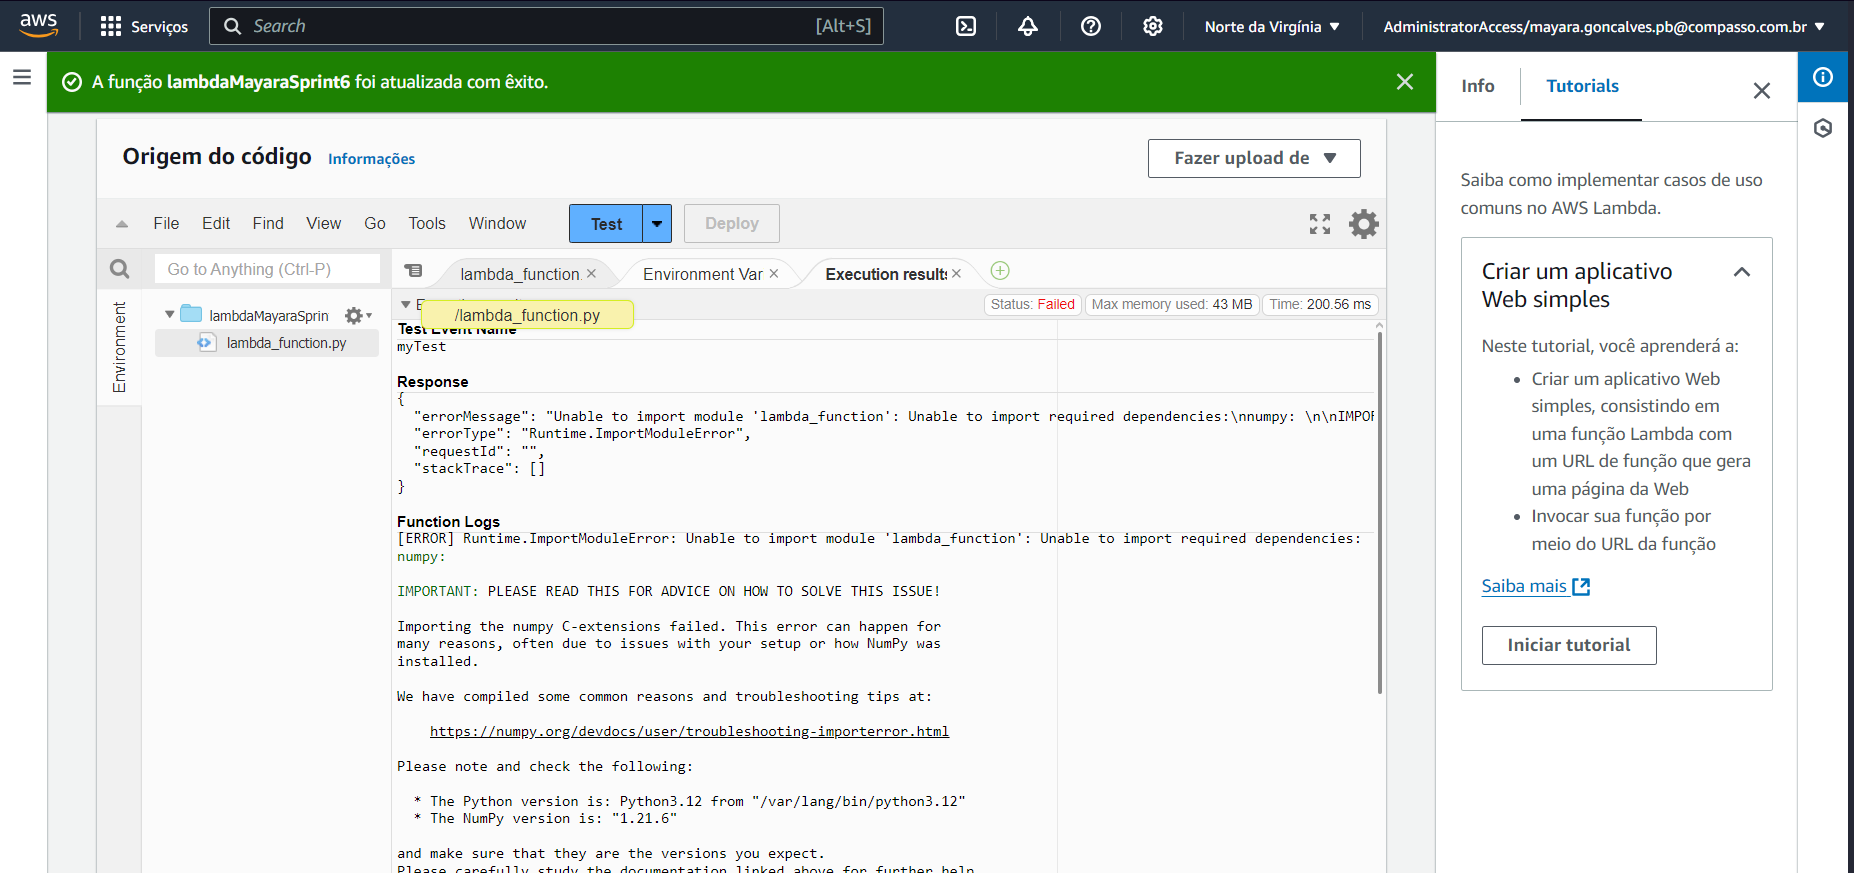 aws
Serviços
Search
[Alt+S]
Norte da Virgínia
AdministratorAccess/mayara.goncalves.pb@compasso.com.br
A função lambdaMayaraSprint6 foi atualizada com êxito.
Info
Tutorials
Origem do código
Informações
Fazer upload de
File
Edit
Find
View
Go
Tools
Window
Test
Deploy
Go to Anything (Ctrl-P)
Environment
lambdaMayaraSprin
lambda_function.py
lambda_function.
Environment Var
Execution results
/lambda_function.py
Status: Failed
Max memory used: 43 MB
Time: 200.56 ms
Test Event Name
myTest
Response
{
"errorMessage": "Unable to import module 'lambda_function': Unable to import required dependencies:\nnumpy: \n\nIMPOR
"errorType": "Runtime.ImportModuleError",
"requestId": "",
"stackTrace": []
}
Function Logs
[ERROR] Runtime.ImportModuleError: Unable to import module 'lambda_function': Unable to import required dependencies:
numpy:
IMPORTANT: PLEASE READ THIS FOR ADVICE ON HOW TO SOLVE THIS ISSUE!
Importing the numpy C-extensions failed. This error can happen for
many reasons, often due to issues with your setup or how NumPy was
installed.
We have compiled some common reasons and troubleshooting tips at:
https://numpy.org/devdocs/user/troubleshooting-importerror.html
Please note and check the following:
* The Python version is: Python3.12 from "/var/lang/bin/python3.12"
* The NumPy version is: "1.21.6"
and make sure that they are the versions you expect.
Please carefully study the documentation linked above for further help.
Saiba como implementar casos de uso
comuns no AWS Lambda.
Criar um aplicativo
Web simples
Neste tutorial, você aprenderá a:
• Criar um aplicativo Web
simples, consistindo em
uma função Lambda com
um URL de função que gera
uma página da Web
• Invocar sua função por
meio do URL da função
Saiba mais
Iniciar tutorial